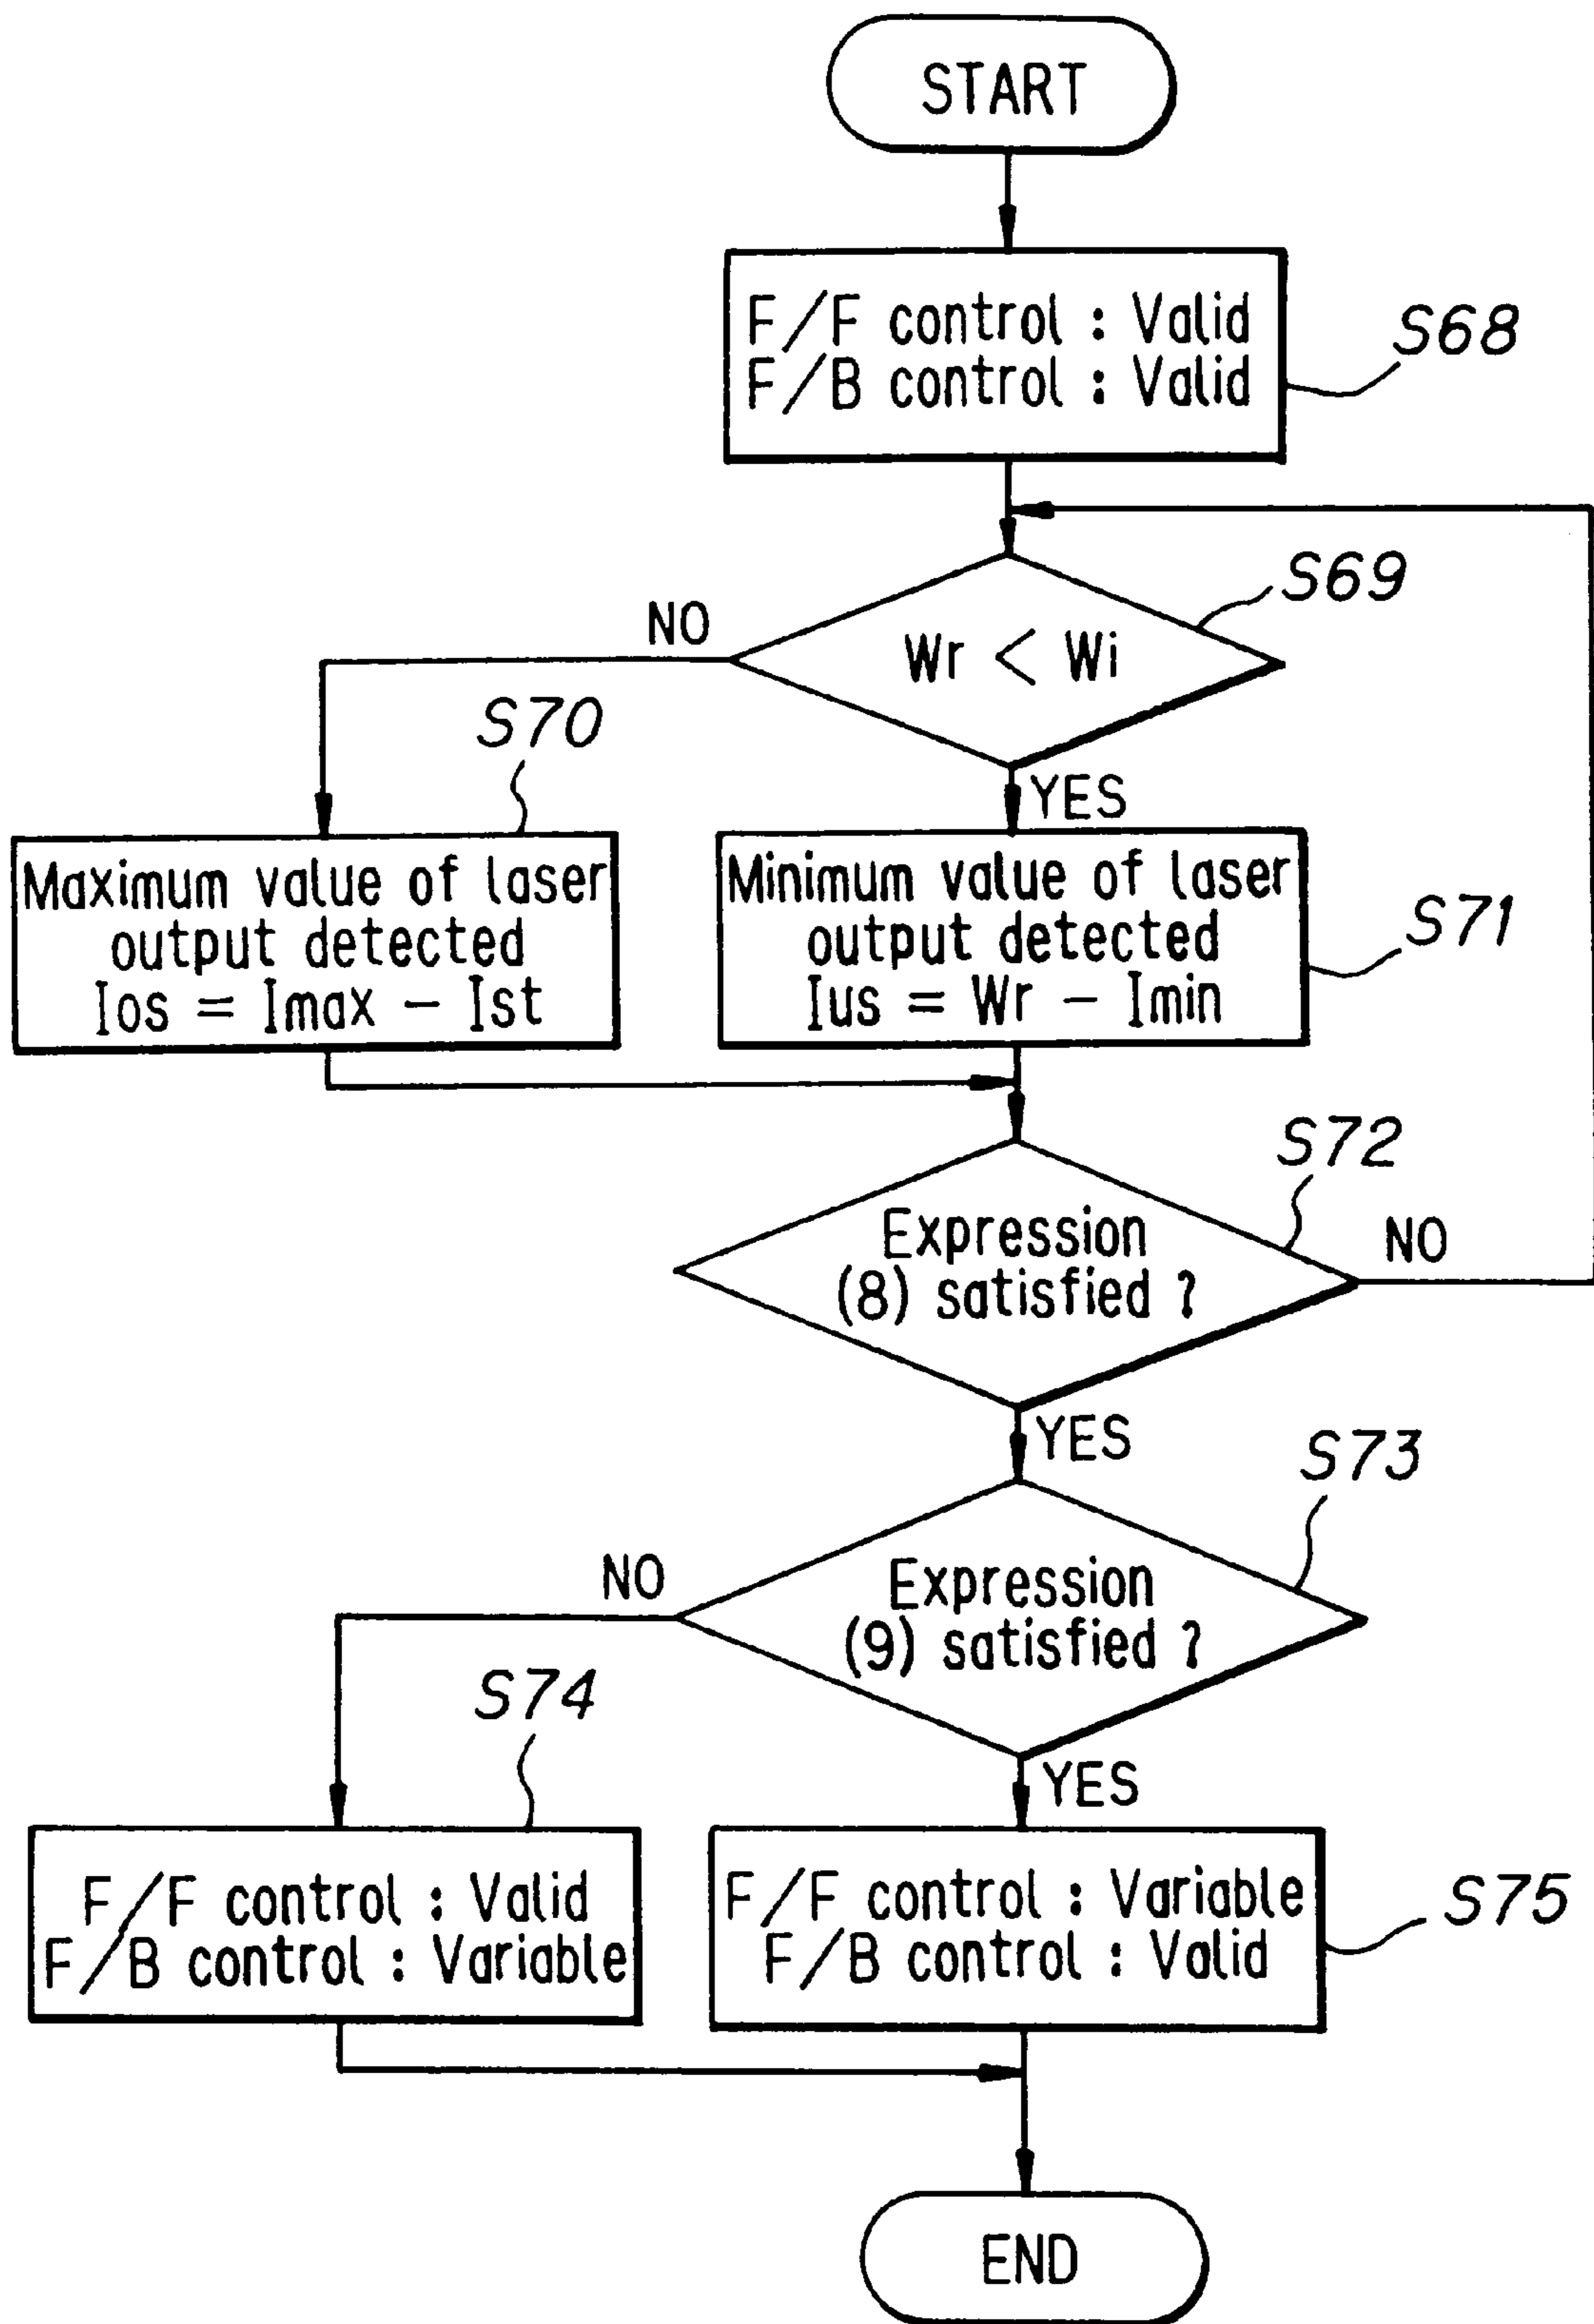 START
F/F control : Valid
F/B control : Valid
S68
S69
Wr < Wi
NO
YES
S70
Maximum value of laser
output detected
Ios = Imax − Ist
Minimum value of laser
output detected
Ius = Wr − Imin
S71
S72
Expression
(8) satisfied ?
NO
YES
S73
Expression
(9) satisfied ?
NO
YES
S74
F/F control : Valid
F/B control : Variable
F/F control : Variable
F/B control : Valid
S75
END